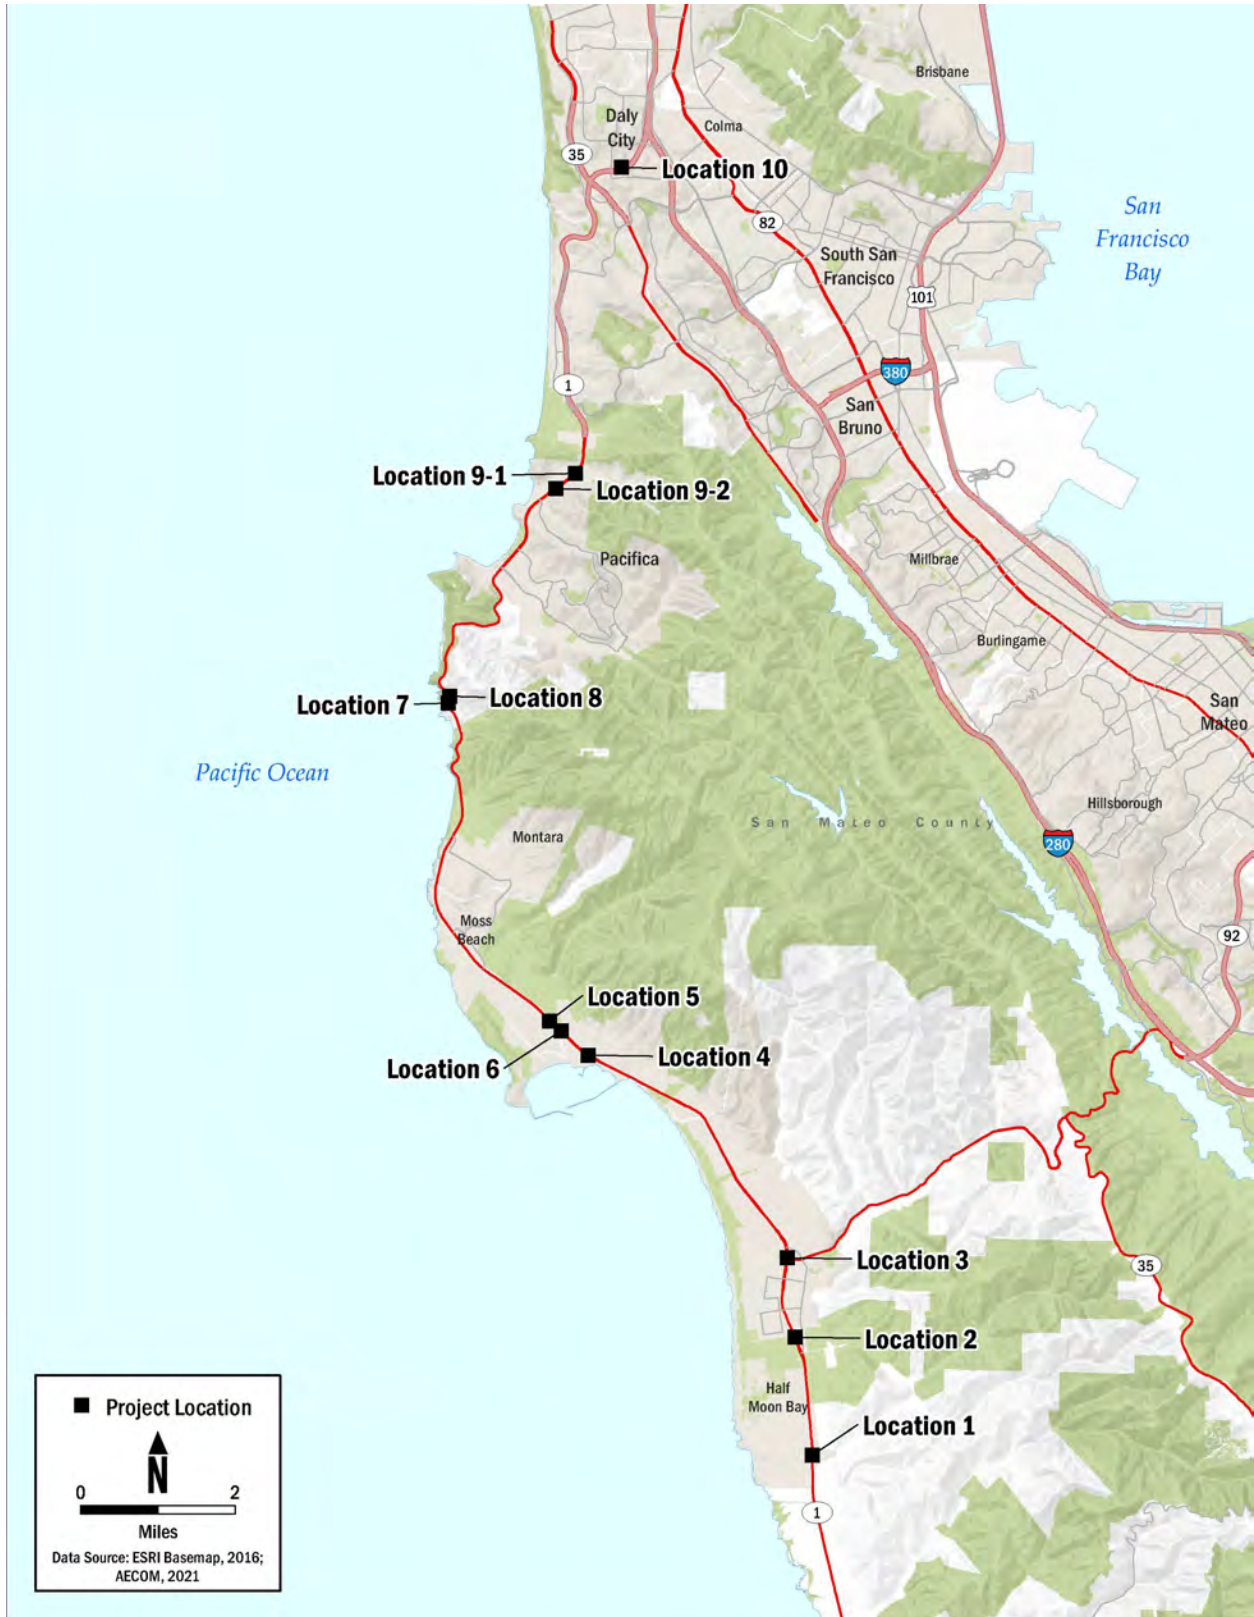 Brisbane
Daly
City
Colma
35
Location 10
San
Francisco
Bay
82
South San
Francisco
101
380
1
San
Bruno
Location 9-1
Location 9-2
Pacifica
Millbrae
Burlingame
Location 8
Location 7
San
Mateo
Pacific Ocean
Hillsborough
San Mateo County
Montara
280
Moss
Beach
92
Location 5
Location 6
Location 4
Location 3
35
Location 2
Half
Moon Bay
Location 1
1
Project Location
N
0 2
Miles
Data Source: ESRI Basemap, 2016;
AECOM, 2021